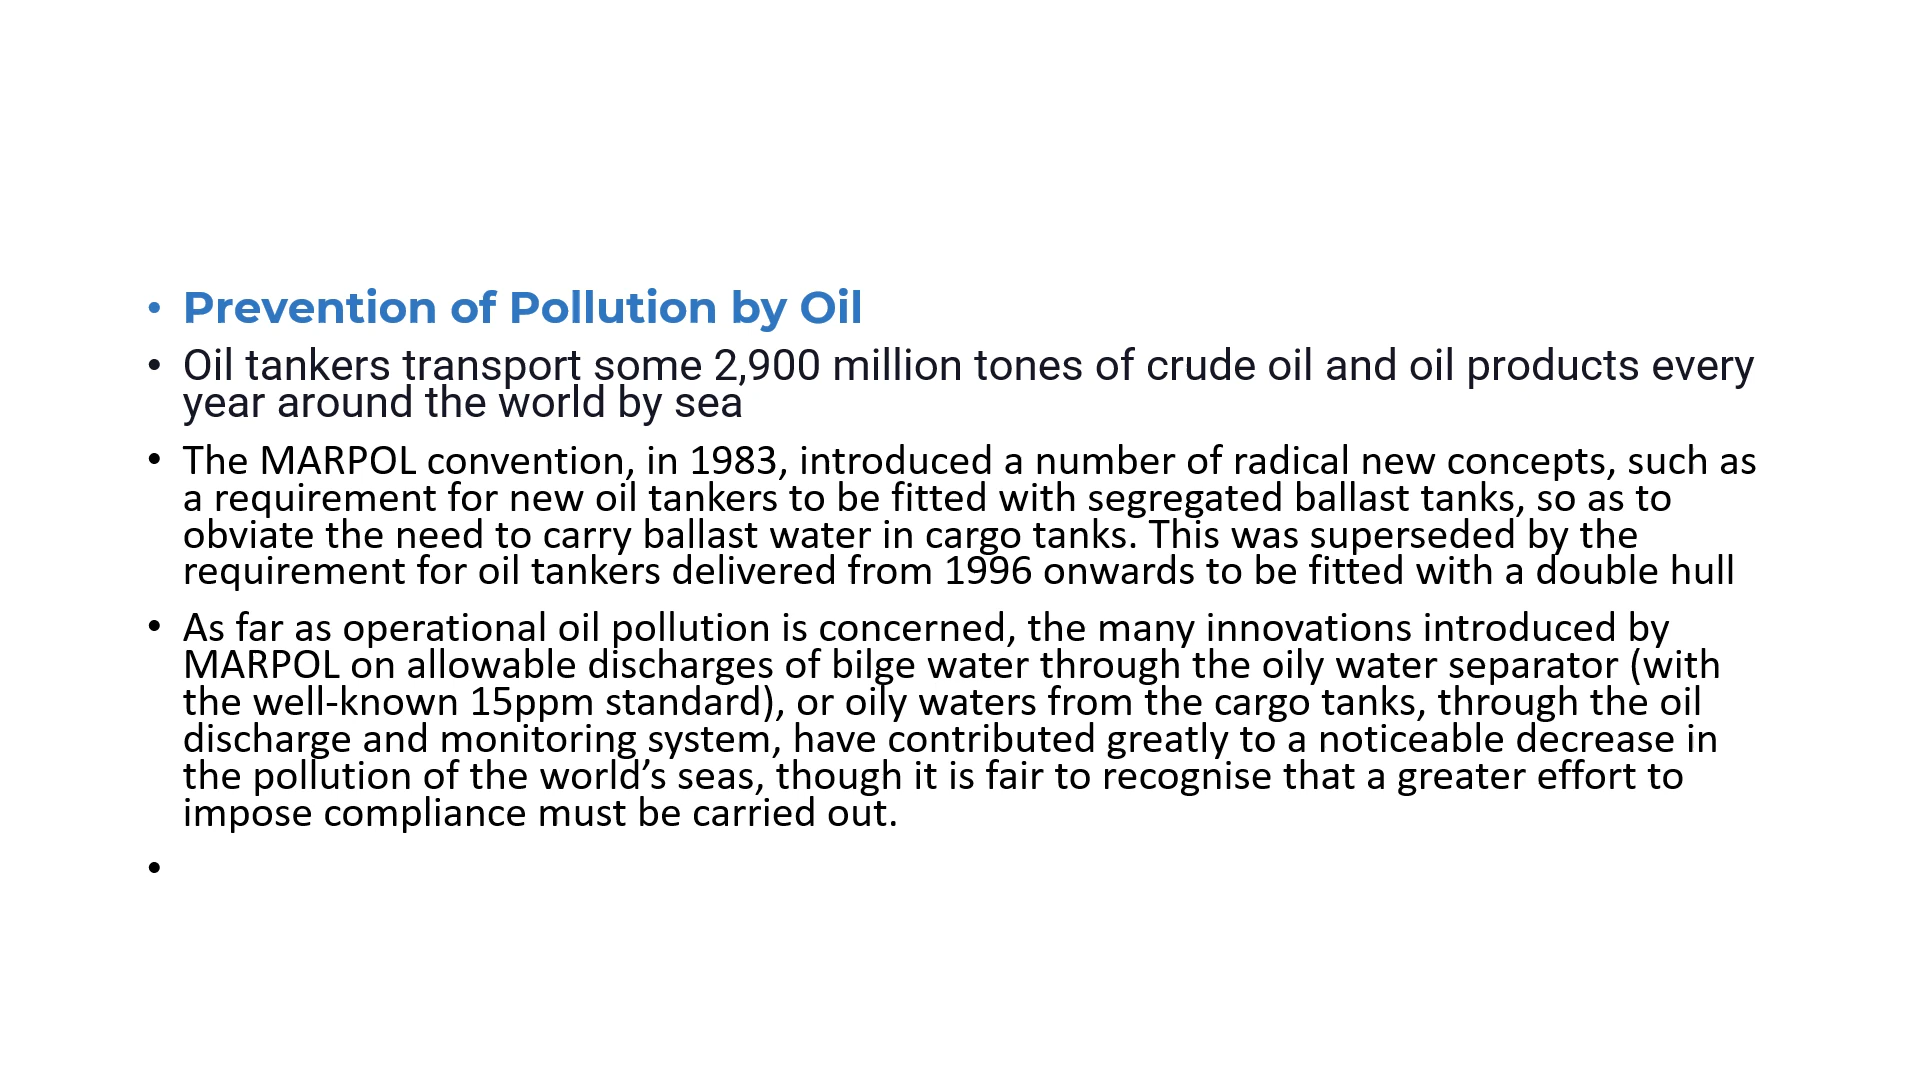 • Prevention of Pollution by Oil
• Oil tankers transport some 2,900 million tones of crude oil and oil products every
year around the world by sea
• The MARPOL convention, in 1983, introduced a number of radical new concepts, such as
a requirement for new oil tankers to be fitted with segregated ballast tanks, so as to
obviate the need to carry ballast water in cargo tanks. This was superseded by the
requirement for oil tankers delivered from 1996 onwards to be fitted with a double hull
• As far as operational oil pollution is concerned, the many innovations introduced by
MARPOL on allowable discharges of bilge water through the oily water separator (with
the well-known 15ppm standard), or oily waters from the cargo tanks, through the oil
discharge and monitoring system, have contributed greatly to a noticeable decrease in
the pollution of the world’s seas, though it is fair to recognise that a greater effort to
impose compliance must be carried out.
•